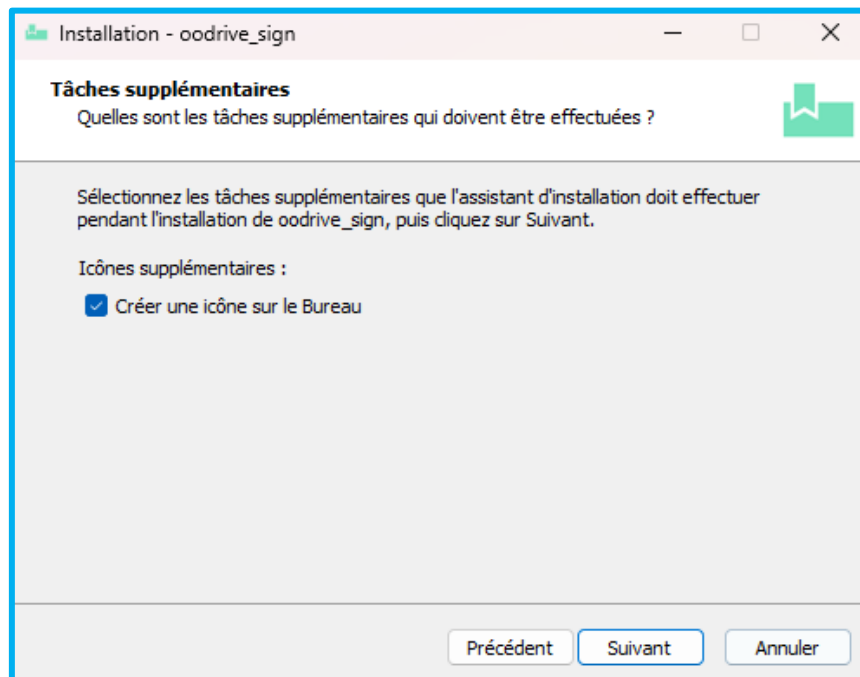 Installation - oodrive_sign
Tâches supplémentaires
Quelles sont les tâches supplémentaires qui doivent être effectuées ?
Sélectionnez les tâches supplémentaires que l'assistant d'installation doit effectuer
pendant l'installation de oodrive_sign, puis cliquez sur Suivant.
Icônes supplémentaires :
Créer une icône sur le Bureau
Précédent Suivant Annuler